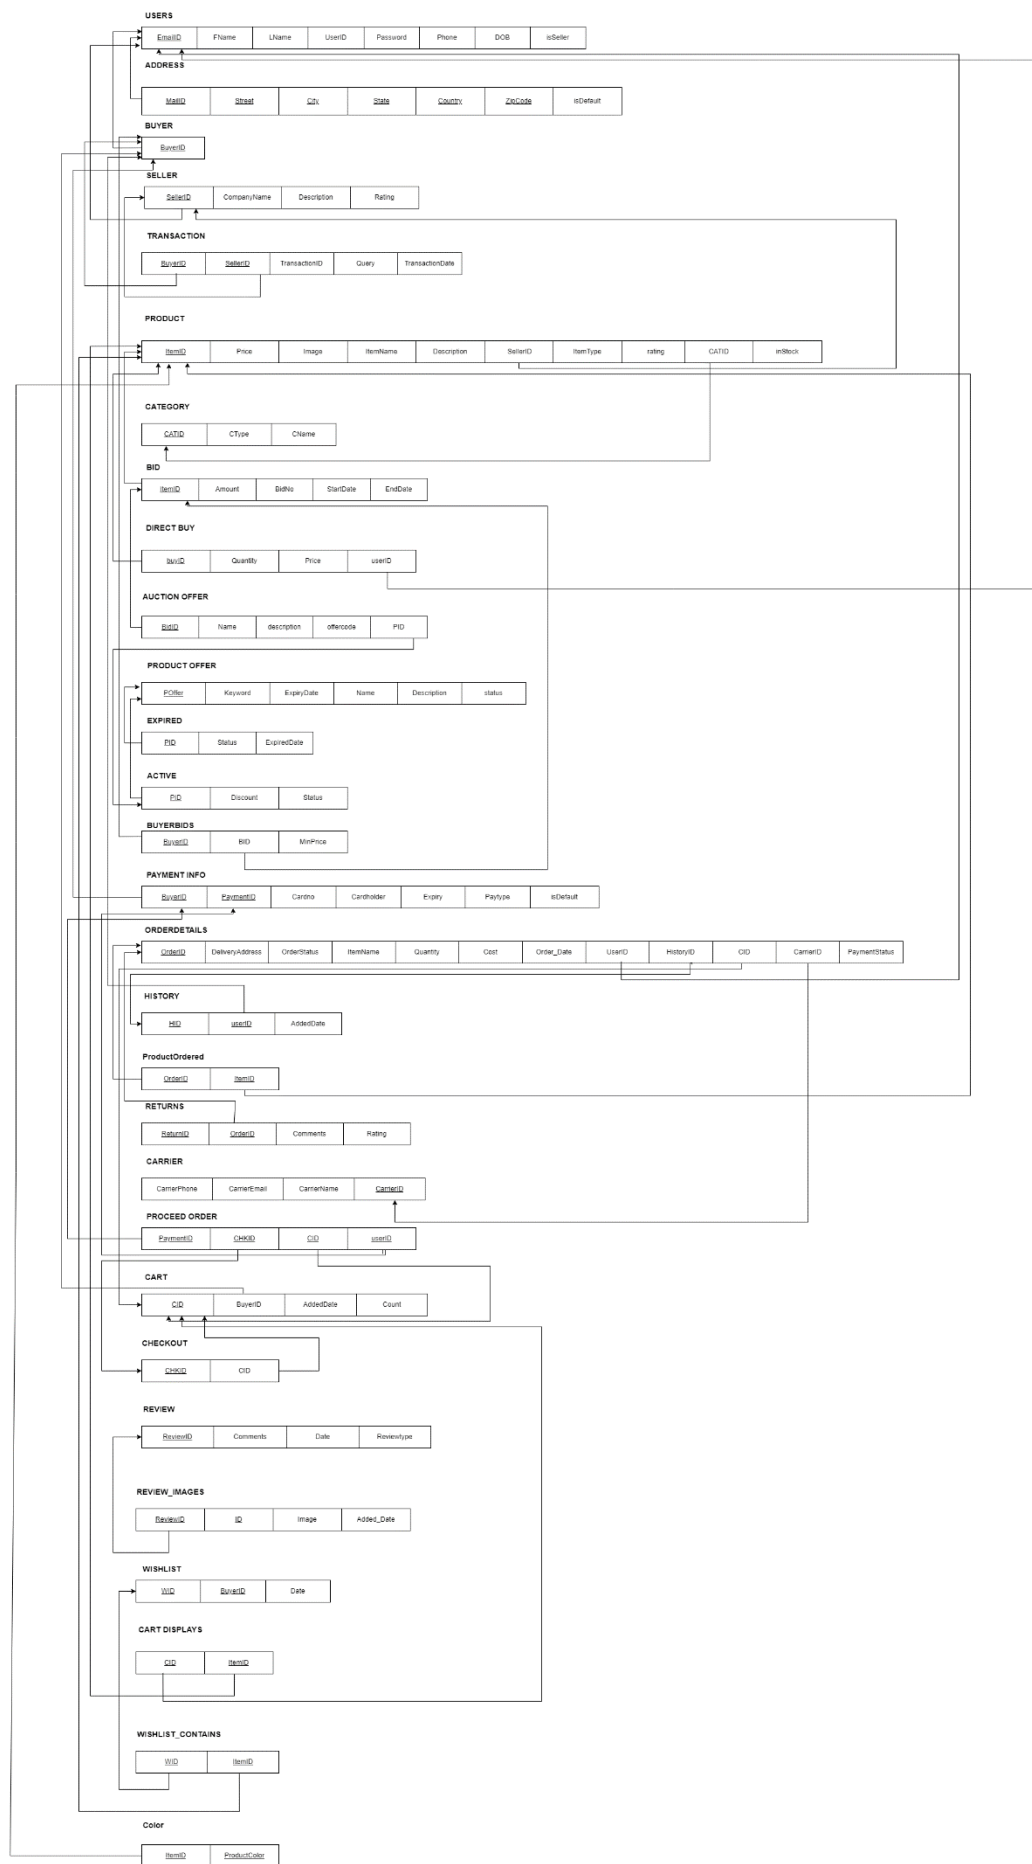 USERS
EmailID FName LName UserID Password Phone DOB isSeller
ADDRESS
MailID Street City State Country ZipCode isDefault
BUYER
BuyerID
SELLER
SellerID CompanyName Description Rating
TRANSACTION
BuyerID SellerID TransactionID Query TransactionDate
PRODUCT
ItemID Price Image ItemName Description SellerID ItemType rating CATID inStock
CATEGORY
CATID CType CName
BID
ItemID Amount BidNo StartDate EndDate
DIRECT BUY
buyID Quantity Price userID
AUCTION OFFER
BidID Name description offercode PID
PRODUCT OFFER
POffer Keyword ExpiryDate Name Description status
EXPIRED
PID Status ExpiredDate
ACTIVE
PID Discount Status
BUYERBIDS
BuyerID BID MinPrice
PAYMENT INFO
BuyerID PaymentID Cardno Cardholder Expiry Paytype isDefault
ORDERDETAILS
OrderID DeliveryAddress OrderStatus ItemName Quantity Cost Order_Date UserID HistoryID CID CarrierID PaymentStatus
HISTORY
HID userID AddedDate
ProductOrdered
OrderID ItemID
RETURNS
ReturnID OrderID Comments Rating
CARRIER
CarrierPhone CarrierEmail CarrierName CarrierID
PROCEED ORDER
PaymentID CHKID CID userID
CART
CID BuyerID AddedDate Count
CHECKOUT
CHKID CID
REVIEW
ReviewID Comments Date Reviewtype
REVIEW_IMAGES
ReviewID ID Image Added_Date
WISHLIST
WID BuyerID Date
CART DISPLAYS
CID ItemID
WISHLIST_CONTAINS
WID ItemID
Color
ItemID ProductColor